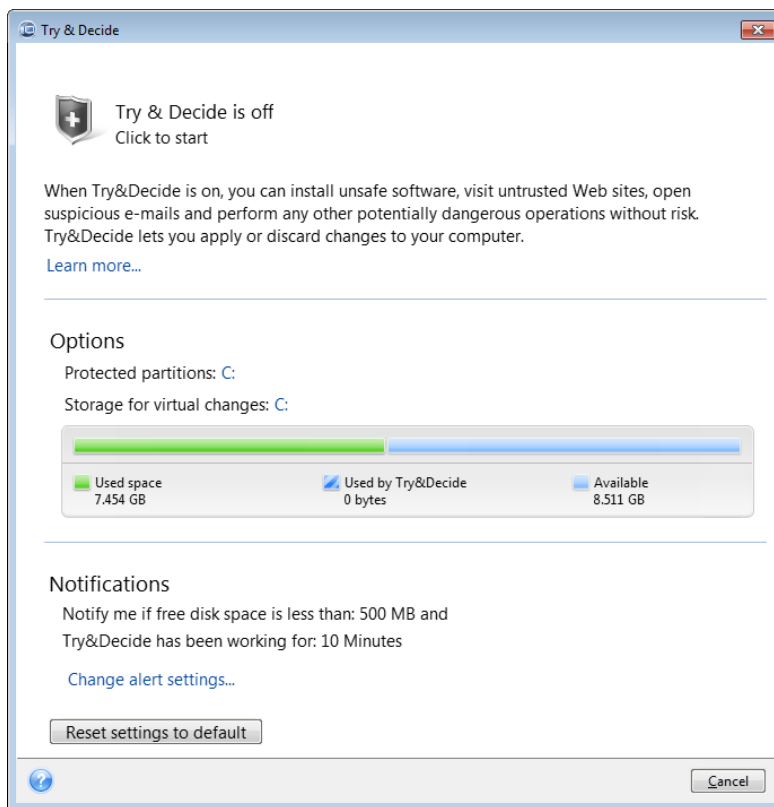 Try & Decide
Try & Decide is off
Click to start
When Try&Decide is on, you can install unsafe software, visit untrusted Web sites, open
suspicious e-mails and perform any other potentially dangerous operations without risk.
Try&Decide lets you apply or discard changes to your computer.
Learn more...
Options
Protected partitions: C:
Storage for virtual changes: C:
Used space
7.454 GB
Used by Try&Decide
0 bytes
Available
8.511 GB
Notifications
Notify me if free disk space is less than: 500 MB and
Try&Decide has been working for: 10 Minutes
Change alert settings...
Reset settings to default
?
Cancel